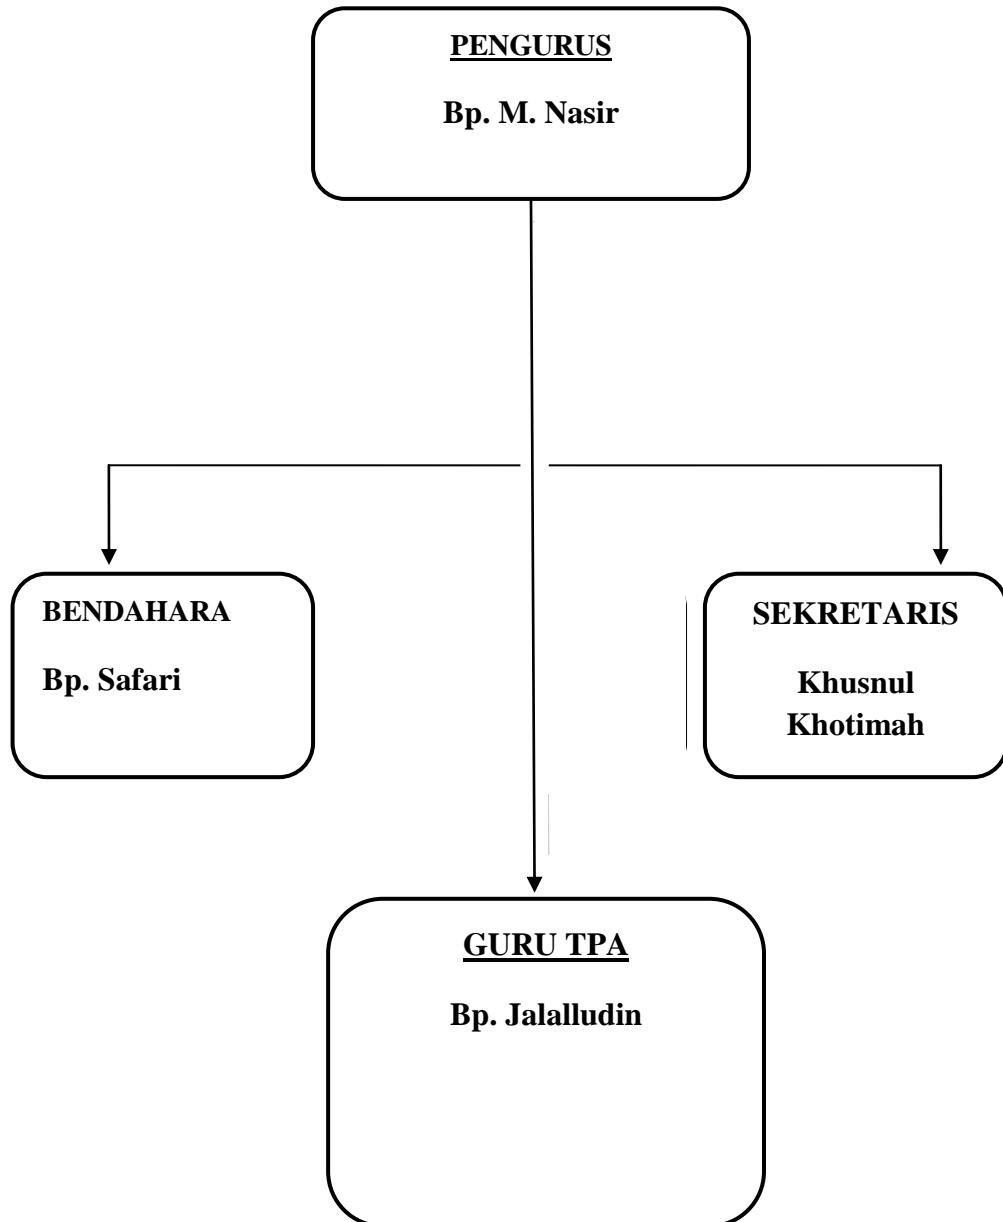 PENGURUS
Bp. M. Nasir
BENDAHARA
Bp. Safari
SEKRETARIS
Khusnul
Khotimah
GURU TPA
Bp. Jalalludin